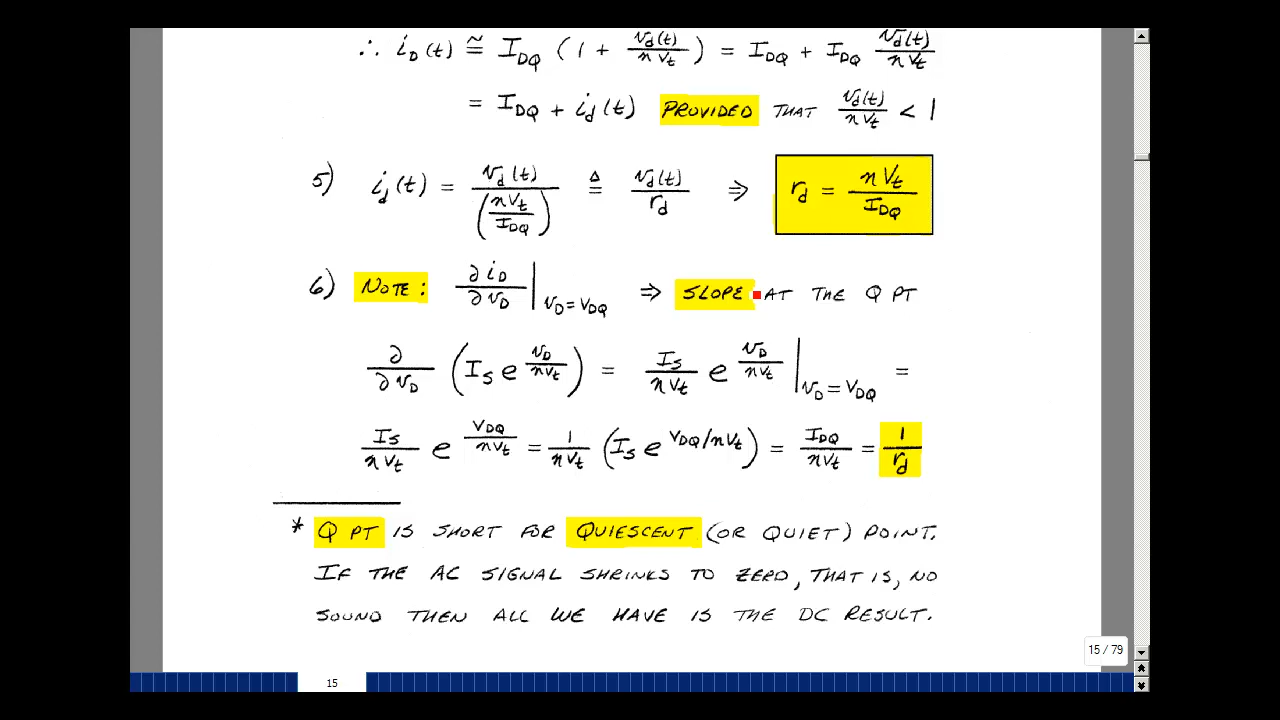 ∴ i_D(t) ≅ I_DQ (1 + v_d(t)/nV_t) = I_DQ + I_DQ v_d(t)/nV_t
= I_DQ + i_d(t) PROVIDED THAT v_d(t)/nV_t < 1
5) i_d(t) = v_d(t)/(nV_t/I_DQ) ≜ v_d(t)/r_d ⇒ r_d = nV_t/I_DQ
6) NOTE: ∂i_D/∂v_D |_{v_D = V_DQ} ⇒ SLOPE AT THE Q PT
∂/∂v_D (I_S e^{v_D/nV_t}) = I_S/nV_t e^{v_D/nV_t} |_{v_D = V_DQ} =
I_S/nV_t e^{V_DQ/nV_t} = 1/nV_t (I_S e^{V_DQ/nV_t}) = I_DQ/nV_t = 1/r_d
* Q PT IS SHORT FOR QUIESCENT (OR QUIET) POINT.
IF THE AC SIGNAL SHRINKS TO ZERO, THAT IS, NO
SOUND THEN ALL WE HAVE IS THE DC RESULT.
15 / 79
15